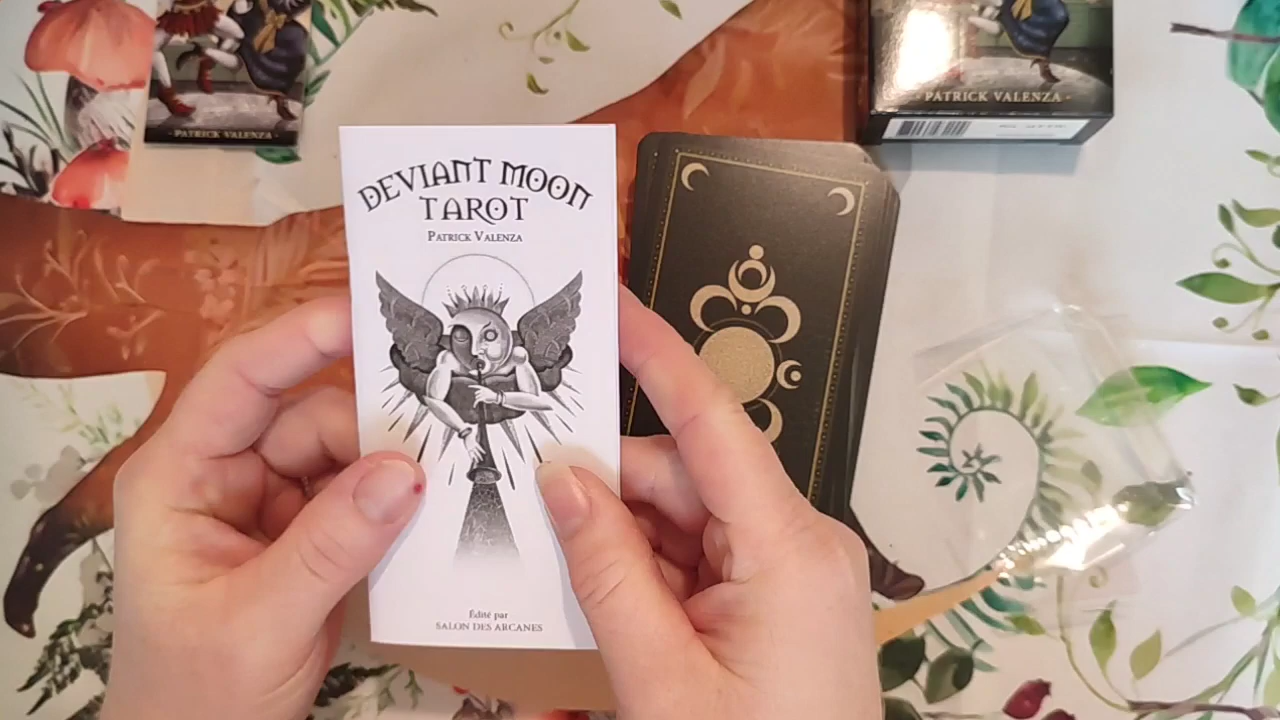 · PATRICK VALENZA ·
· PATRICK VALENZA ·
DEVIANT MOON
TAROT
PATRICK VALENZA
Édité par
SALON DES ARCANES